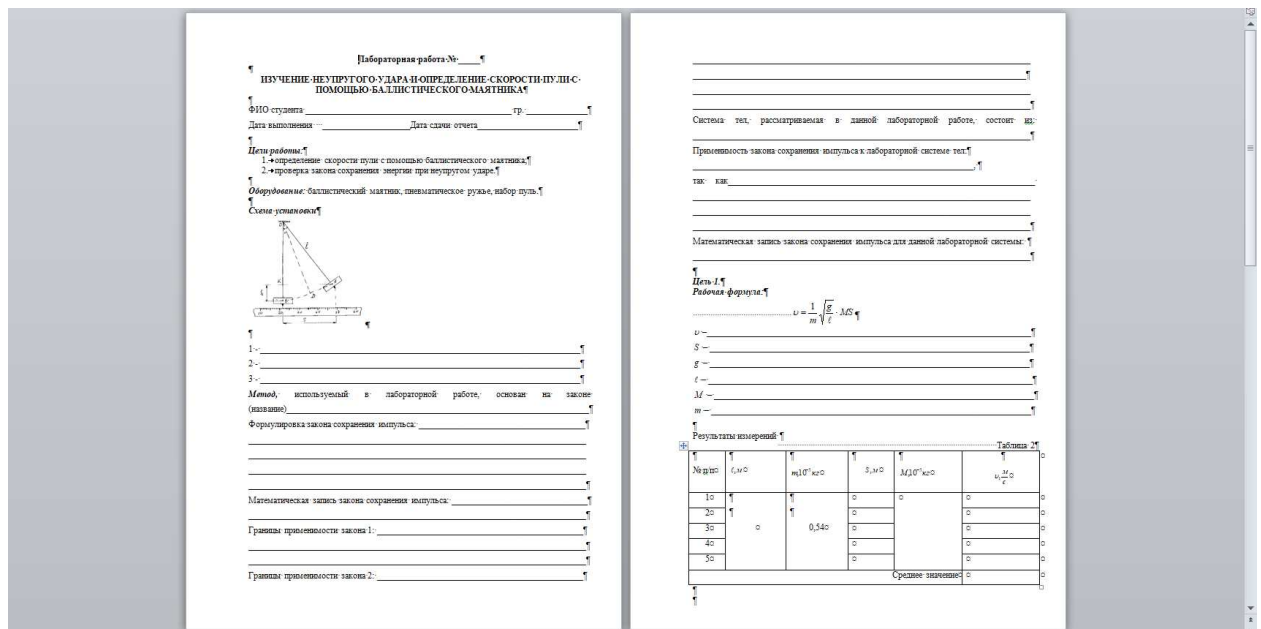 Лабораторная работа № _____
ИЗУЧЕНИЕ НЕУПРУГОГО УДАРА И ОПРЕДЕЛЕНИЕ СКОРОСТИ ПУЛИ С
ПОМОЩЬЮ БАЛЛИСТИЧЕСКОГО МАЯТНИКА
ФИО студента гр.
Дата выполнения Дата сдачи отчета
Цели работы:
1. определение скорости пули с помощью баллистического маятника;
2. проверка закона сохранения энергии при неупругом ударе.
Оборудование: баллистический маятник, пневматическое ружье, набор пуль.
Схема установки
1 -
2 -
3 -
Метод, используемый в лабораторной работе, основан на законе
(название)
Формулировка закона сохранения импульса:
Математическая запись закона сохранения импульса:
Границы применимости закона 1:
Границы применимости закона 2:
Система тел, рассматриваемая в данной лабораторной работе, состоит из:
Применимость закона сохранения импульса к лабораторной системе тел:
,
так как
Математическая запись закона сохранения импульса для данной лабораторной системы:
Цель 1.
Рабочая формула:
υ = 1/m √(g/ℓ) · MS
υ –
S –
g –
ℓ –
M –
m –
Результаты измерений
Таблица 2
№ п/п ℓ, м m,10⁻³ кг S, м M,10⁻³ кг υ, м/с
1
2
3 0,54
4
5
Среднее значение